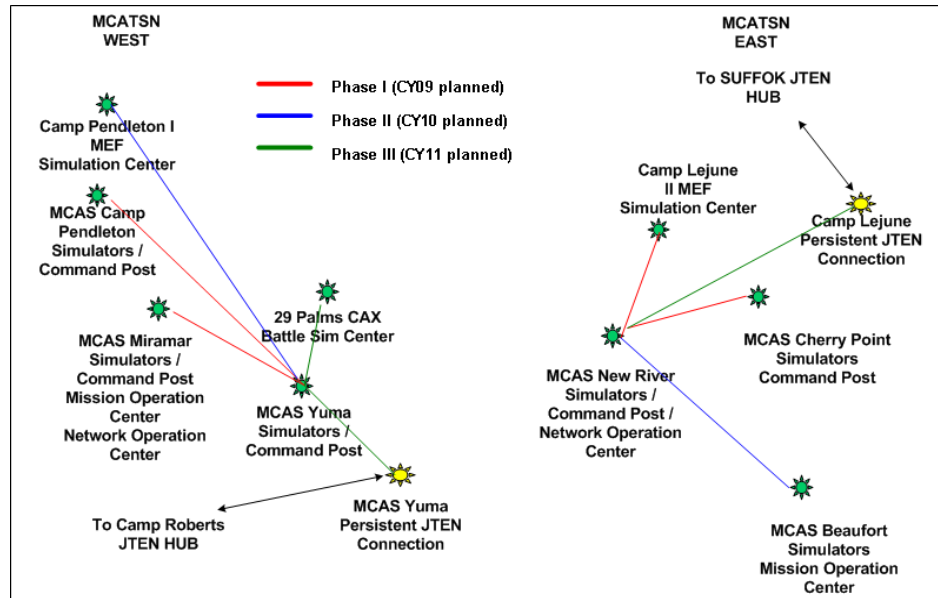 MCATSN
WEST
MCATSN
EAST
To SUFFOK JTEN
HUB
Phase I (CY09 planned)
Phase II (CY10 planned)
Phase III (CY11 planned)
Camp Pendleton I
MEF
Simulation Center
MCAS Camp
Pendleton
Simulators /
Command Post
29 Palms CAX
Battle Sim Center
MCAS Miramar
Simulators /
Command Post
Mission Operation
Center
Network Operation
Center
MCAS Yuma
Simulators /
Command Post
To Camp Roberts
JTEN HUB
MCAS Yuma
Persistent JTEN
Connection
Camp Lejune
II MEF
Simulation Center
Camp Lejune
Persistent JTEN
Connection
MCAS Cherry Point
Simulators
Command Post
MCAS New River
Simulators /
Command Post /
Network Operation
Center
MCAS Beaufort
Simulators
Mission Operation
Center